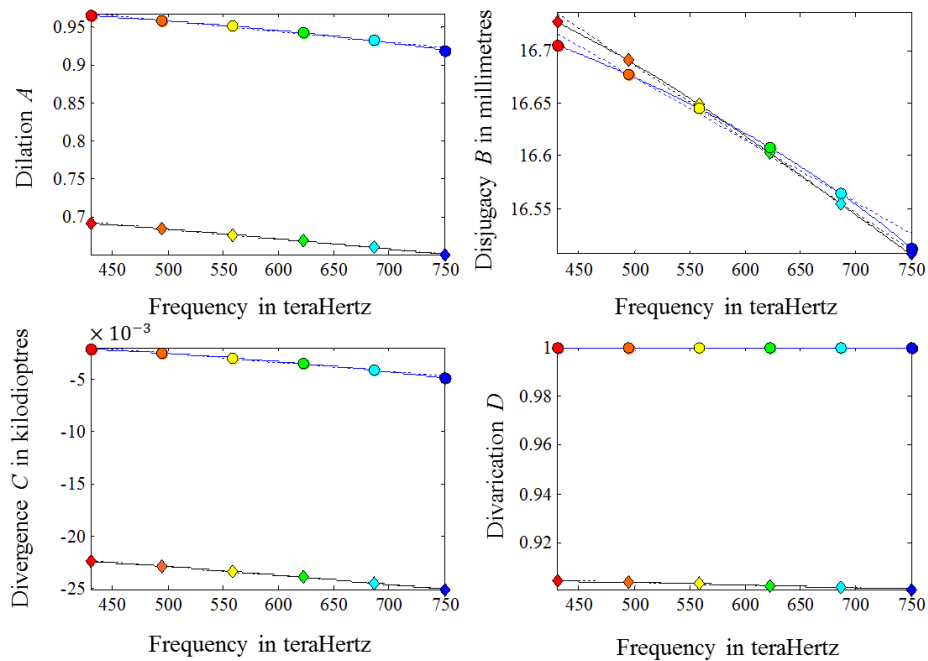 0.95
0.9
0.85
0.8
0.75
0.7
Dilation A
450 500 550 600 650 700 750
Frequency in teraHertz
16.7
16.65
16.6
16.55
Disjugacy B in millimetres
450 500 550 600 650 700 750
Frequency in teraHertz
× 10⁻³
-5
-10
-15
-20
-25
Divergence C in kilodioptres
450 500 550 600 650 700 750
Frequency in teraHertz
1
0.98
0.96
0.94
0.92
Divarication D
450 500 550 600 650 700 750
Frequency in teraHertz